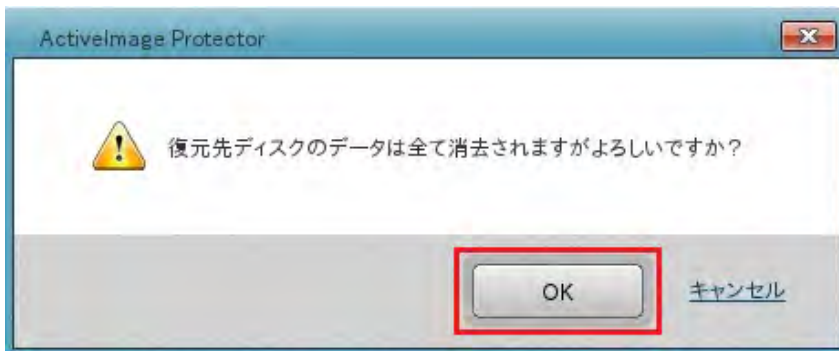 ActiveImage Protector
復元先ディスクのデータは全て消去されますがよろしいですか?
OK
キャンセル